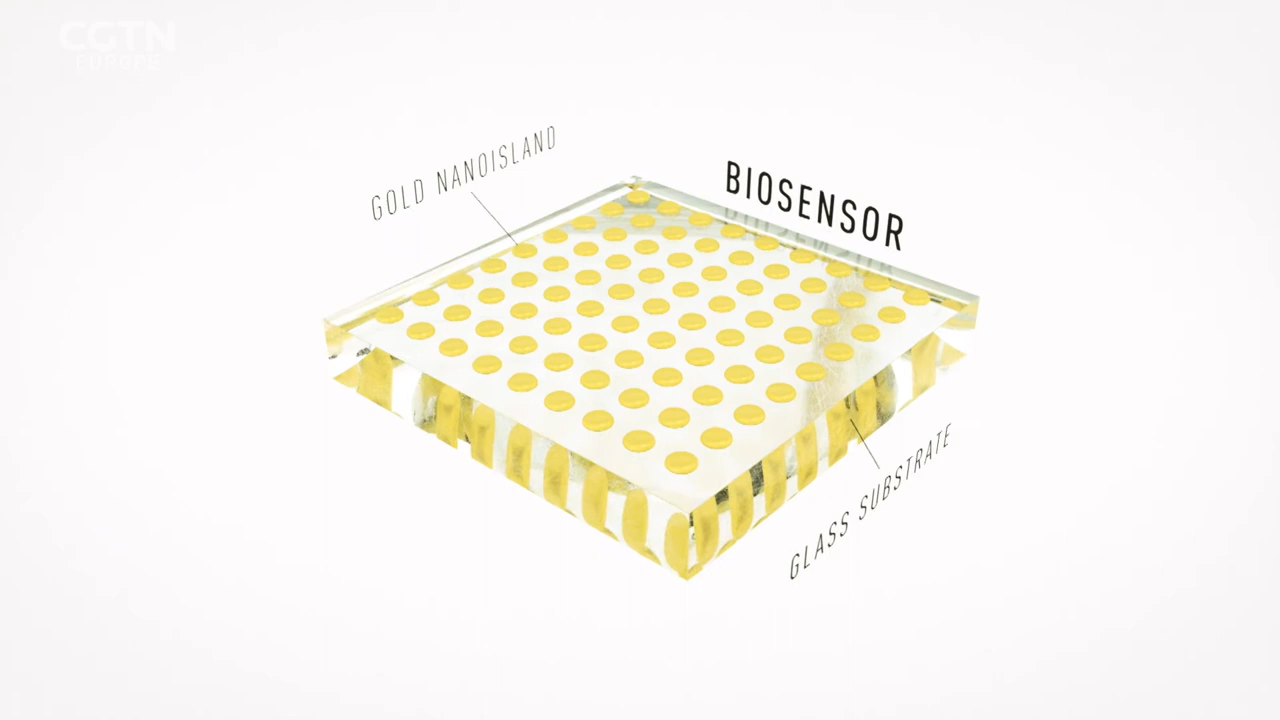 CGTN
EUROPE
GOLD NANOISLAND
BIOSENSOR
GLASS SUBSTRATE